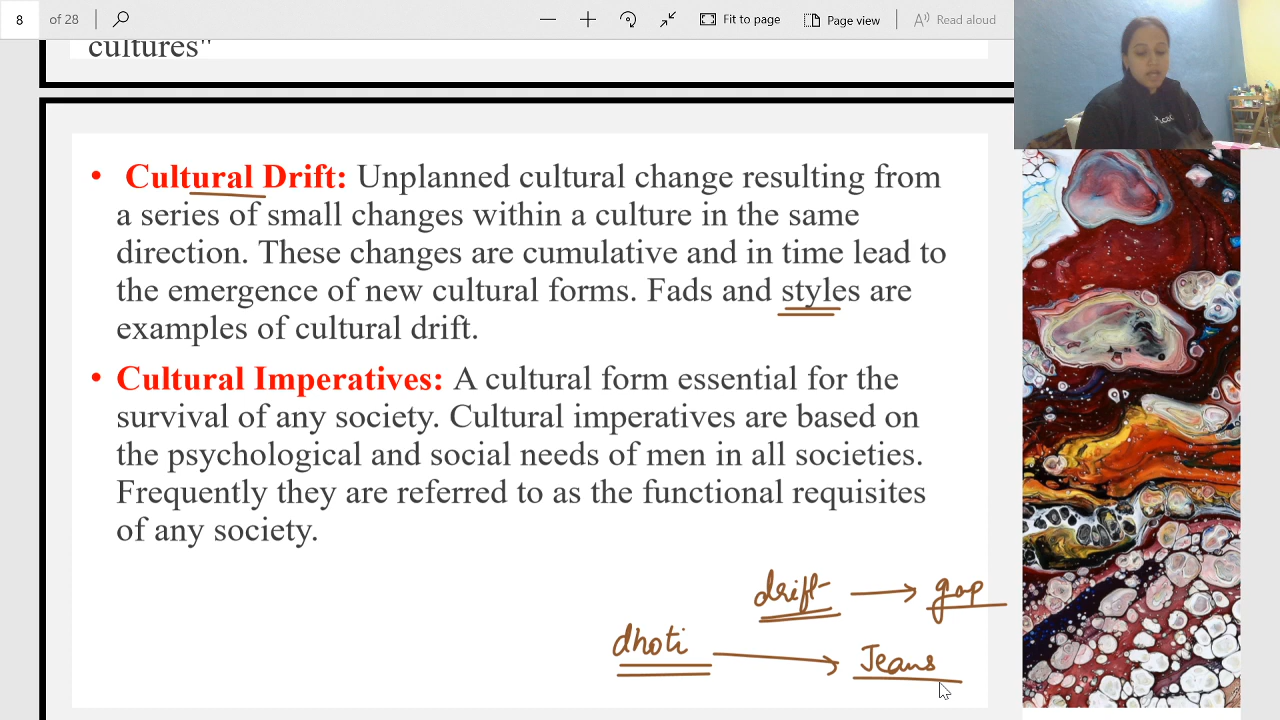 8 of 28 Fit to page Page view Read aloud
cultures"
• Cultural Drift: Unplanned cultural change resulting from
a series of small changes within a culture in the same
direction. These changes are cumulative and in time lead to
the emergence of new cultural forms. Fads and styles are
examples of cultural drift.
• Cultural Imperatives: A cultural form essential for the
survival of any society. Cultural imperatives are based on
the psychological and social needs of men in all societies.
Frequently they are referred to as the functional requisites
of any society.
drift → gap
dhoti → Jeans